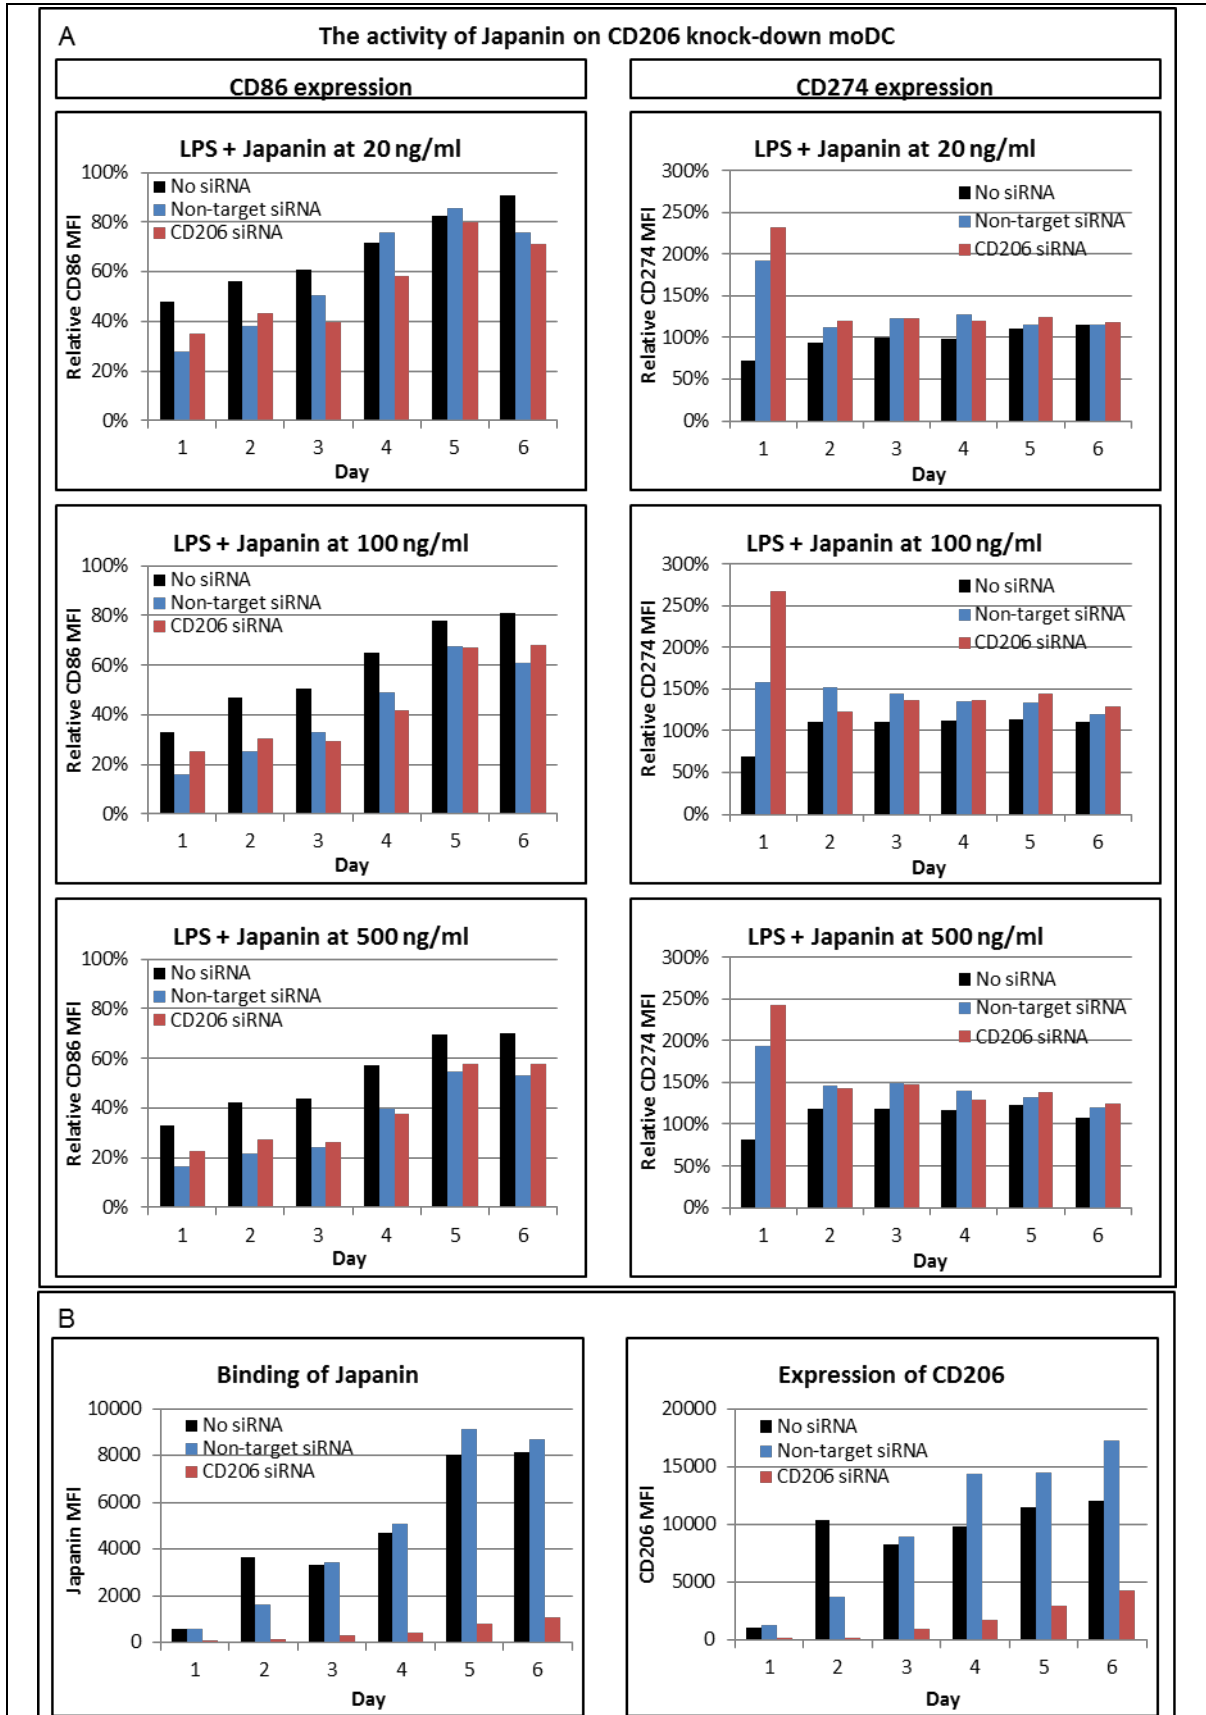 A
The activity of Japanin on CD206 knock-down moDC
CD86 expression
CD274 expression
LPS + Japanin at 20 ng/ml
Relative CD86 MFI
100%
80%
60%
40%
20%
0%
No siRNA
Non-target siRNA
CD206 siRNA
1 2 3 4 5 6
Day
LPS + Japanin at 20 ng/ml
Relative CD274 MFI
300%
250%
200%
150%
100%
50%
0%
No siRNA
Non-target siRNA
CD206 siRNA
1 2 3 4 5 6
Day
LPS + Japanin at 100 ng/ml
Relative CD86 MFI
100%
80%
60%
40%
20%
0%
No siRNA
Non-target siRNA
CD206 siRNA
1 2 3 4 5 6
Day
LPS + Japanin at 100 ng/ml
Relative CD274 MFI
300%
250%
200%
150%
100%
50%
0%
No siRNA
Non-target siRNA
CD206 siRNA
1 2 3 4 5 6
Day
LPS + Japanin at 500 ng/ml
Relative CD86 MFI
100%
80%
60%
40%
20%
0%
No siRNA
Non-target siRNA
CD206 siRNA
1 2 3 4 5 6
Day
LPS + Japanin at 500 ng/ml
Relative CD274 MFI
300%
250%
200%
150%
100%
50%
0%
No siRNA
Non-target siRNA
CD206 siRNA
1 2 3 4 5 6
Day
B
Binding of Japanin
Japanin MFI
10000
8000
6000
4000
2000
0
No siRNA
Non-target siRNA
CD206 siRNA
1 2 3 4 5 6
Day
Expression of CD206
CD206 MFI
20000
15000
10000
5000
0
No siRNA
Non-target siRNA
CD206 siRNA
1 2 3 4 5 6
Day